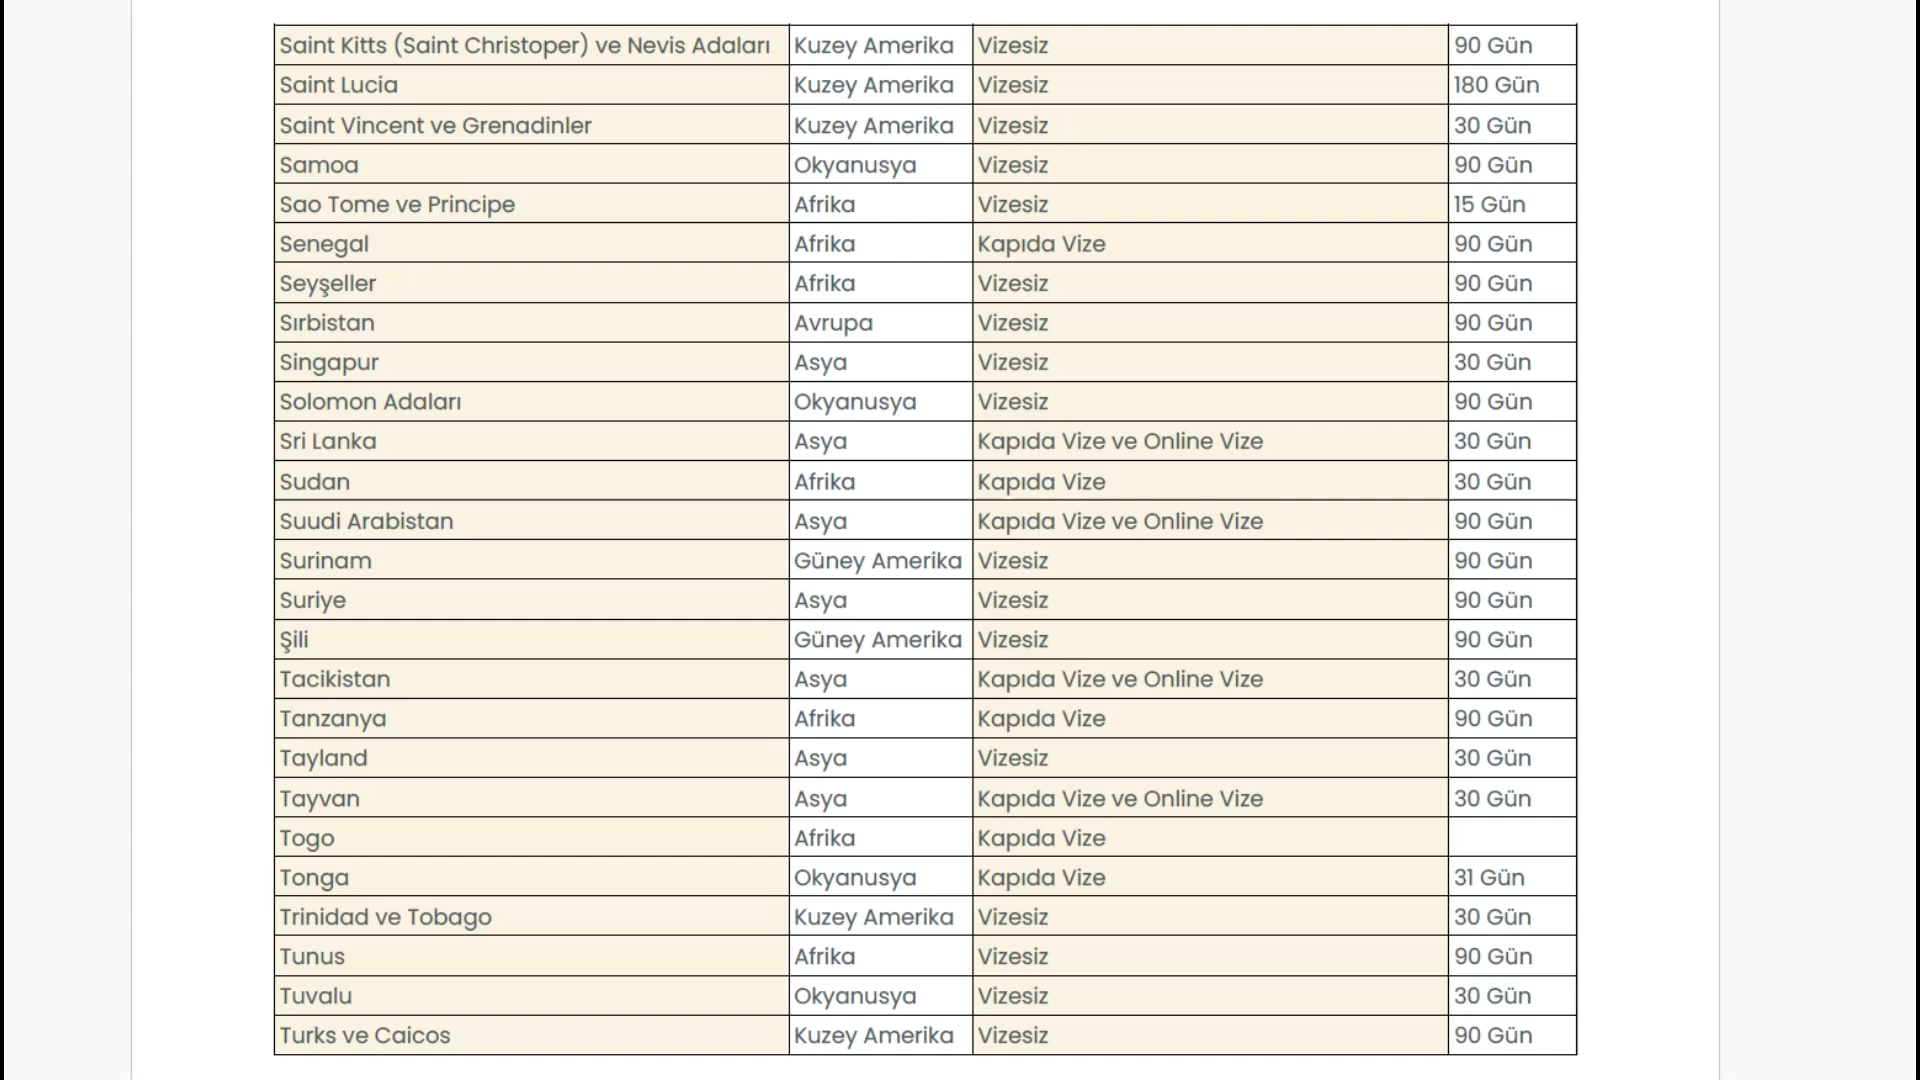 Saint Kitts (Saint Christoper) ve Nevis Adaları Kuzey Amerika Vizesiz 90 Gün
Saint Lucia Kuzey Amerika Vizesiz 180 Gün
Saint Vincent ve Grenadinler Kuzey Amerika Vizesiz 30 Gün
Samoa Okyanusya Vizesiz 90 Gün
Sao Tome ve Principe Afrika Vizesiz 15 Gün
Senegal Afrika Kapıda Vize 90 Gün
Seyşeller Afrika Vizesiz 90 Gün
Sırbistan Avrupa Vizesiz 90 Gün
Singapur Asya Vizesiz 30 Gün
Solomon Adaları Okyanusya Vizesiz 90 Gün
Sri Lanka Asya Kapıda Vize ve Online Vize 30 Gün
Sudan Afrika Kapıda Vize 30 Gün
Suudi Arabistan Asya Kapıda Vize ve Online Vize 90 Gün
Surinam Güney Amerika Vizesiz 90 Gün
Suriye Asya Vizesiz 90 Gün
Şili Güney Amerika Vizesiz 90 Gün
Tacikistan Asya Kapıda Vize ve Online Vize 30 Gün
Tanzanya Afrika Kapıda Vize 90 Gün
Tayland Asya Vizesiz 30 Gün
Tayvan Asya Kapıda Vize ve Online Vize 30 Gün
Togo Afrika Kapıda Vize
Tonga Okyanusya Kapıda Vize 31 Gün
Trinidad ve Tobago Kuzey Amerika Vizesiz 30 Gün
Tunus Afrika Vizesiz 90 Gün
Tuvalu Okyanusya Vizesiz 30 Gün
Turks ve Caicos Kuzey Amerika Vizesiz 90 Gün